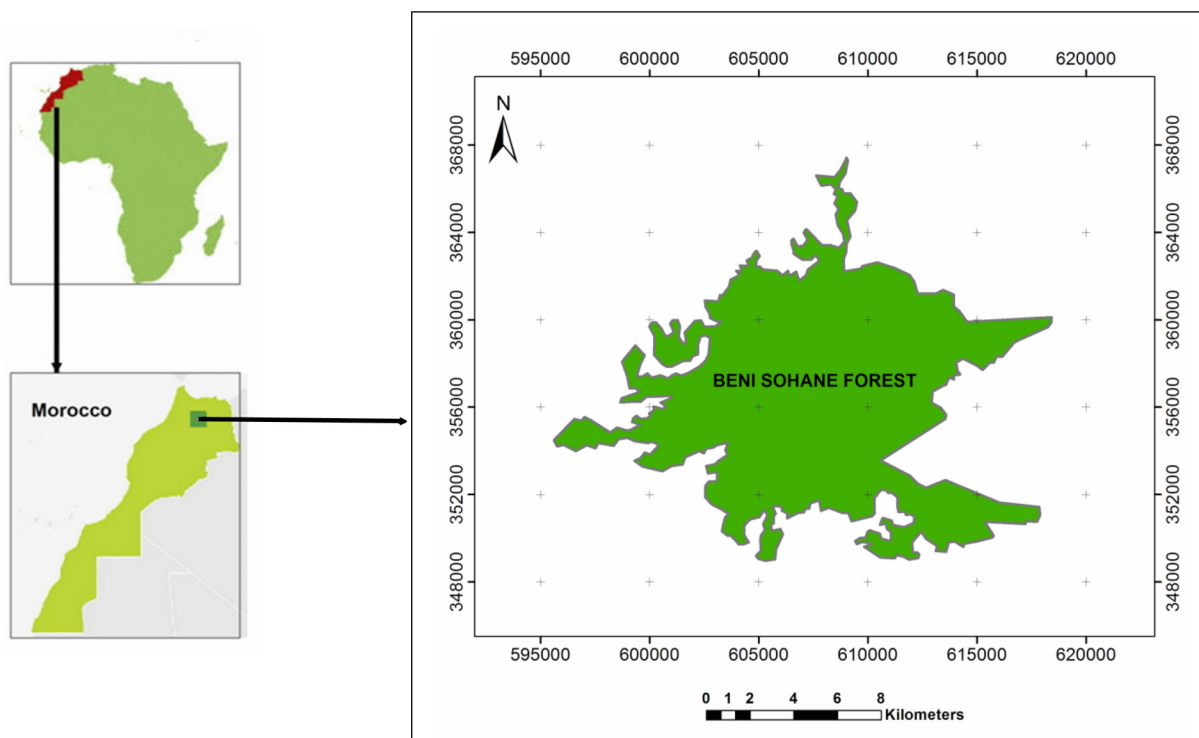 Morocco
595000 600000 605000 610000 615000 620000
N
368000 368000
364000 364000
360000 360000
BENI SOHANE FOREST
356000 356000
352000 352000
348000 348000
595000 600000 605000 610000 615000 620000
0 1 2 4 6 8
Kilometers